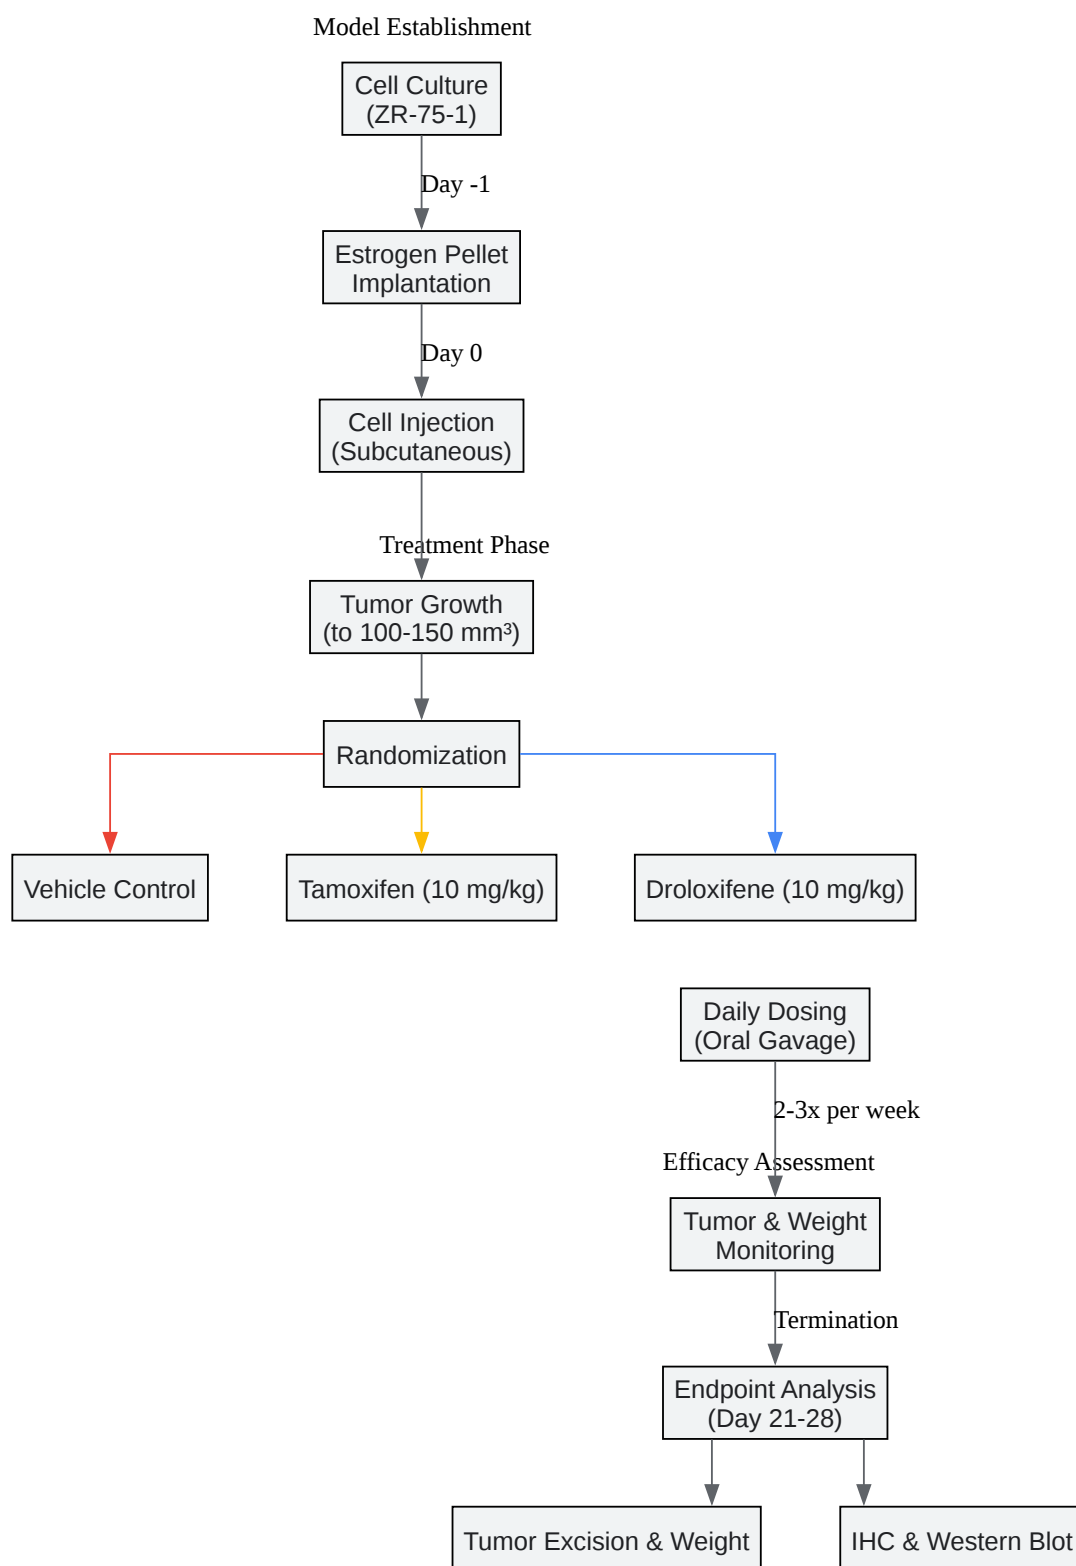 Model Establishment
Cell Culture
(ZR-75-1)
Day -1
Estrogen Pellet
Implantation
Day 0
Cell Injection
(Subcutaneous)
Treatment Phase
Tumor Growth
(to 100-150 mm³)
Randomization
Vehicle Control
Tamoxifen (10 mg/kg)
Droloxifene (10 mg/kg)
Daily Dosing
(Oral Gavage)
2-3x per week
Efficacy Assessment
Tumor & Weight
Monitoring
Termination
Endpoint Analysis
(Day 21-28)
Tumor Excision & Weight
IHC & Western Blot